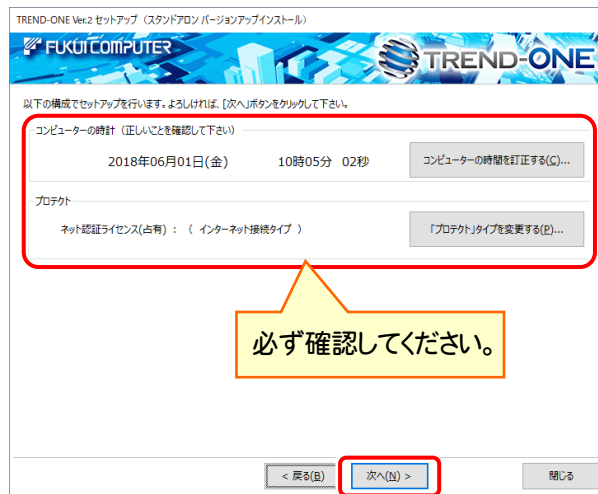 TREND-ONE Ver.2 セットアップ（スタンドアロン バージョンアップインストール）
FUKUI COMPUTER
TREND-ONE
以下の構成でセットアップを行います。よろしければ、[次へ]ボタンをクリックして下さい。
コンピューターの時計（正しいことを確認して下さい）
2018年06月01日(金) 10時05分 02秒 コンピューターの時間を訂正する(C)...
プロテクト
ネット認証ライセンス(占有) ：（ インターネット接続タイプ ） 「プロテクト」タイプを変更する(P)...
必ず確認してください。
< 戻る(B) 次へ(N) > 閉じる